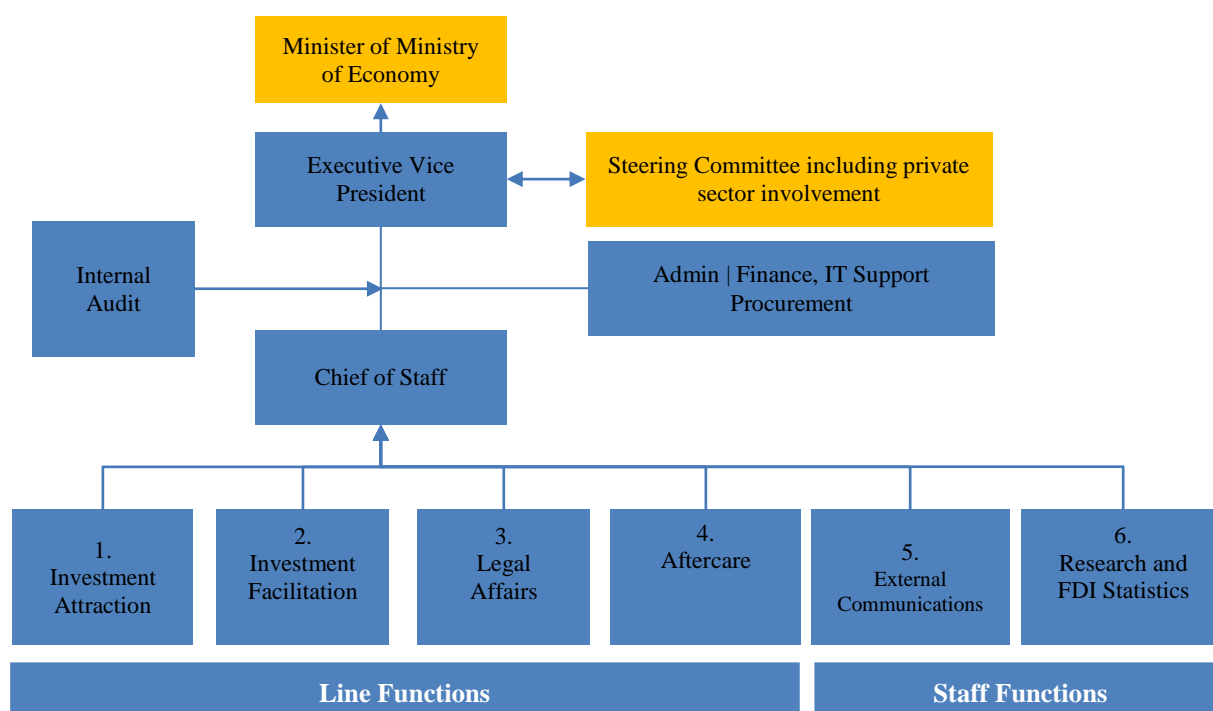 Minister of Ministry
of Economy
Executive Vice
President
Steering Committee including private
sector involvement
Internal
Audit
Admin | Finance, IT Support
Procurement
Chief of Staff
1.
Investment
Attraction
2.
Investment
Facilitation
3.
Legal
Affairs
4.
Aftercare
5.
External
Communications
6.
Research and
FDI Statistics
Line Functions
Staff Functions